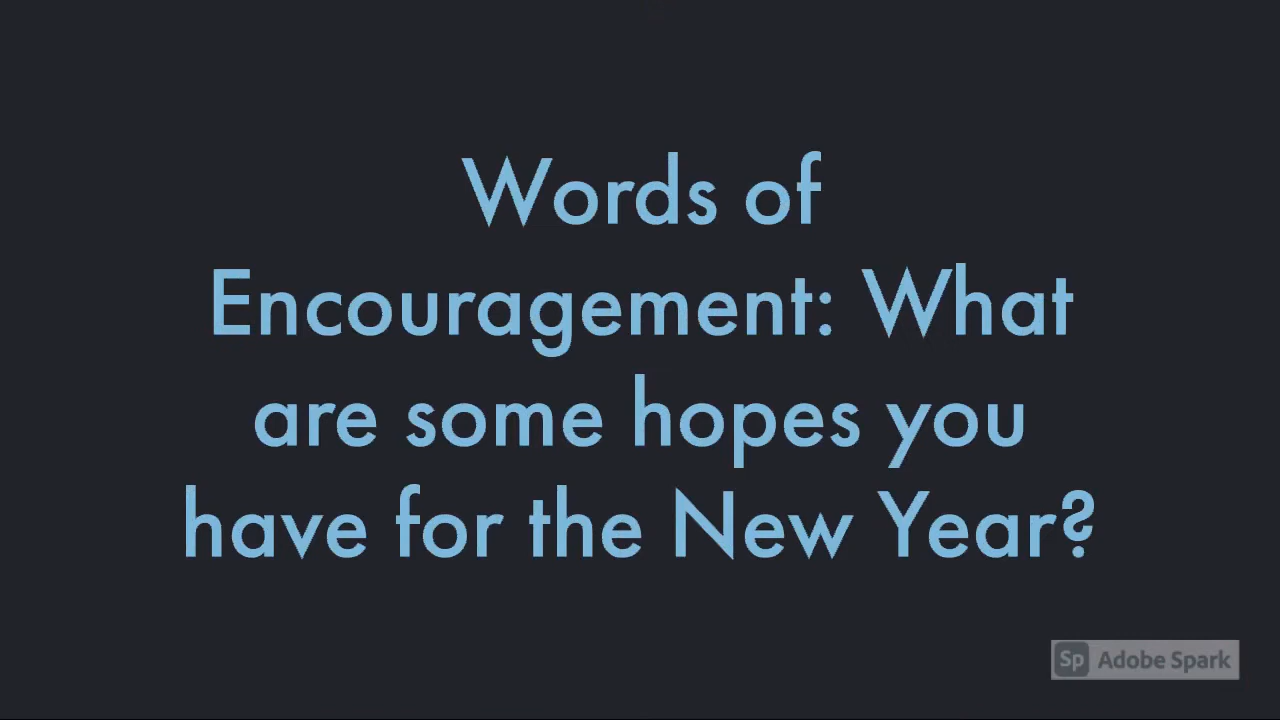 Words of
Encouragement: What
are some hopes you
have for the New Year?
Sp Adobe Spark